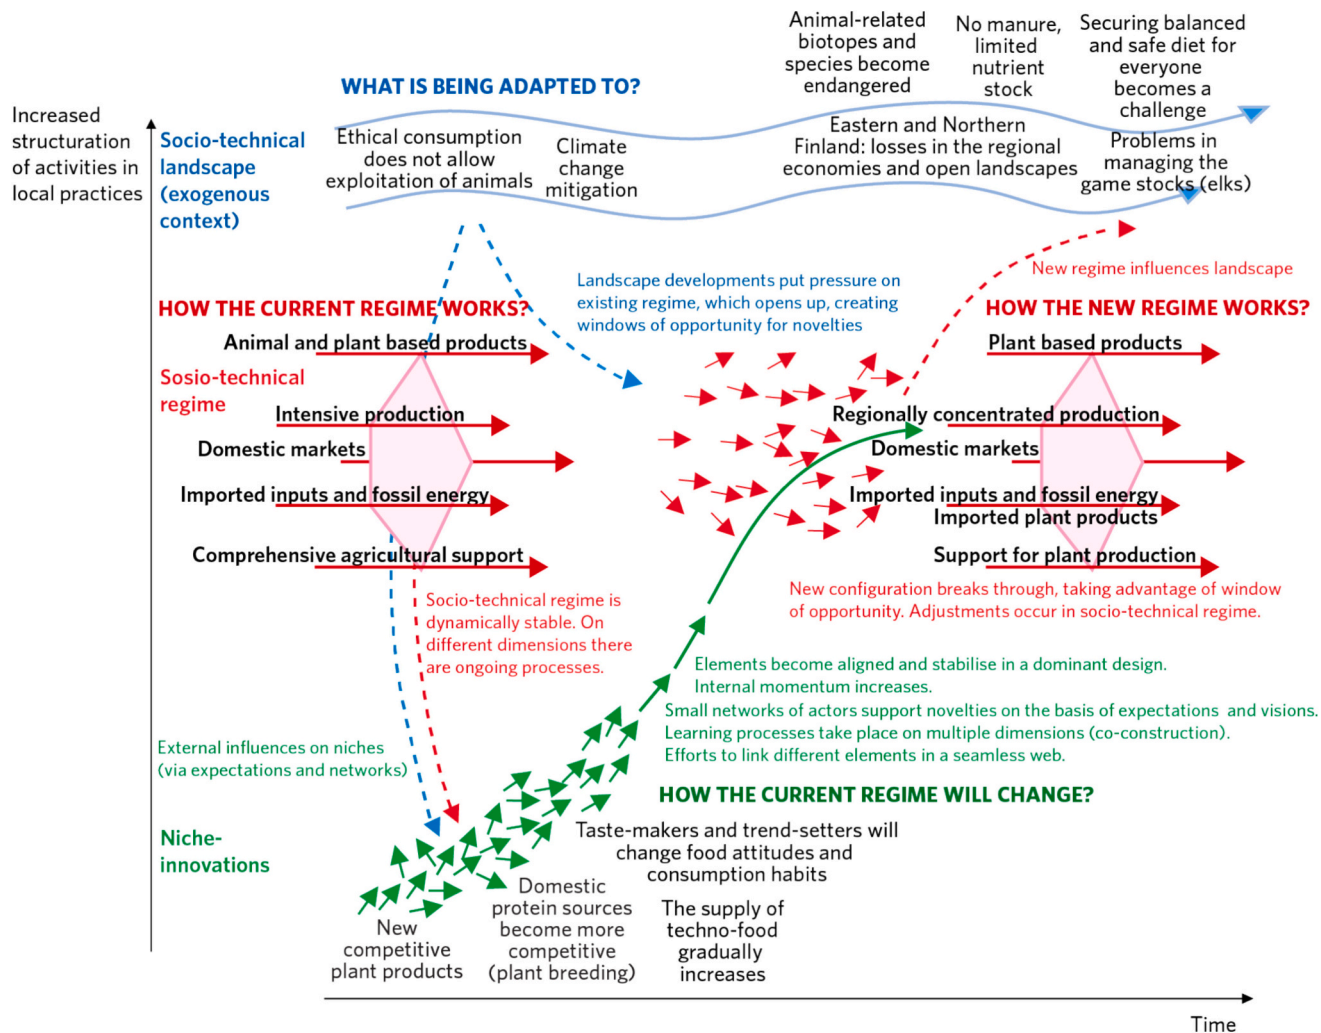 Animal-related
biotopes and
species become
endangered
No manure,
limited
nutrient
stock
Securing balanced
and safe diet for
everyone
becomes a
challenge
WHAT IS BEING ADAPTED TO?
Increased
structuration
of activities in
local practices
Socio-technical
landscape
(exogenous
context)
Ethical consumption
does not allow
exploitation of animals
Climate
change
mitigation
Eastern and Northern
Finland: losses in the regional
economies and open landscapes
Problems in
managing the
game stocks (elks)
Landscape developments put pressure on
existing regime, which opens up, creating
windows of opportunity for novelties
New regime influences landscape
HOW THE CURRENT REGIME WORKS?
HOW THE NEW REGIME WORKS?
Animal and plant based products
Sosio-technical
regime
Intensive production
Domestic markets
Imported inputs and fossil energy
Comprehensive agricultural support
Plant based products
Regionally concentrated production
Domestic markets
Imported inputs and fossil energy
Imported plant products
Support for plant production
Socio-technical regime is
dynamically stable. On
different dimensions there
are ongoing processes.
New configuration breaks through, taking advantage of window
of opportunity. Adjustments occur in socio-technical regime.
Elements become aligned and stabilise in a dominant design.
Internal momentum increases.
Small networks of actors support novelties on the basis of expectations and visions.
Learning processes take place on multiple dimensions (co-construction).
Efforts to link different elements in a seamless web.
External influences on niches
(via expectations and networks)
HOW THE CURRENT REGIME WILL CHANGE?
Niche-
innovations
Taste-makers and trend-setters will
change food attitudes and
consumption habits
New
competitive
plant products
Domestic
protein sources
become more
competitive
(plant breeding)
The supply of
techno-food
gradually
increases
Time